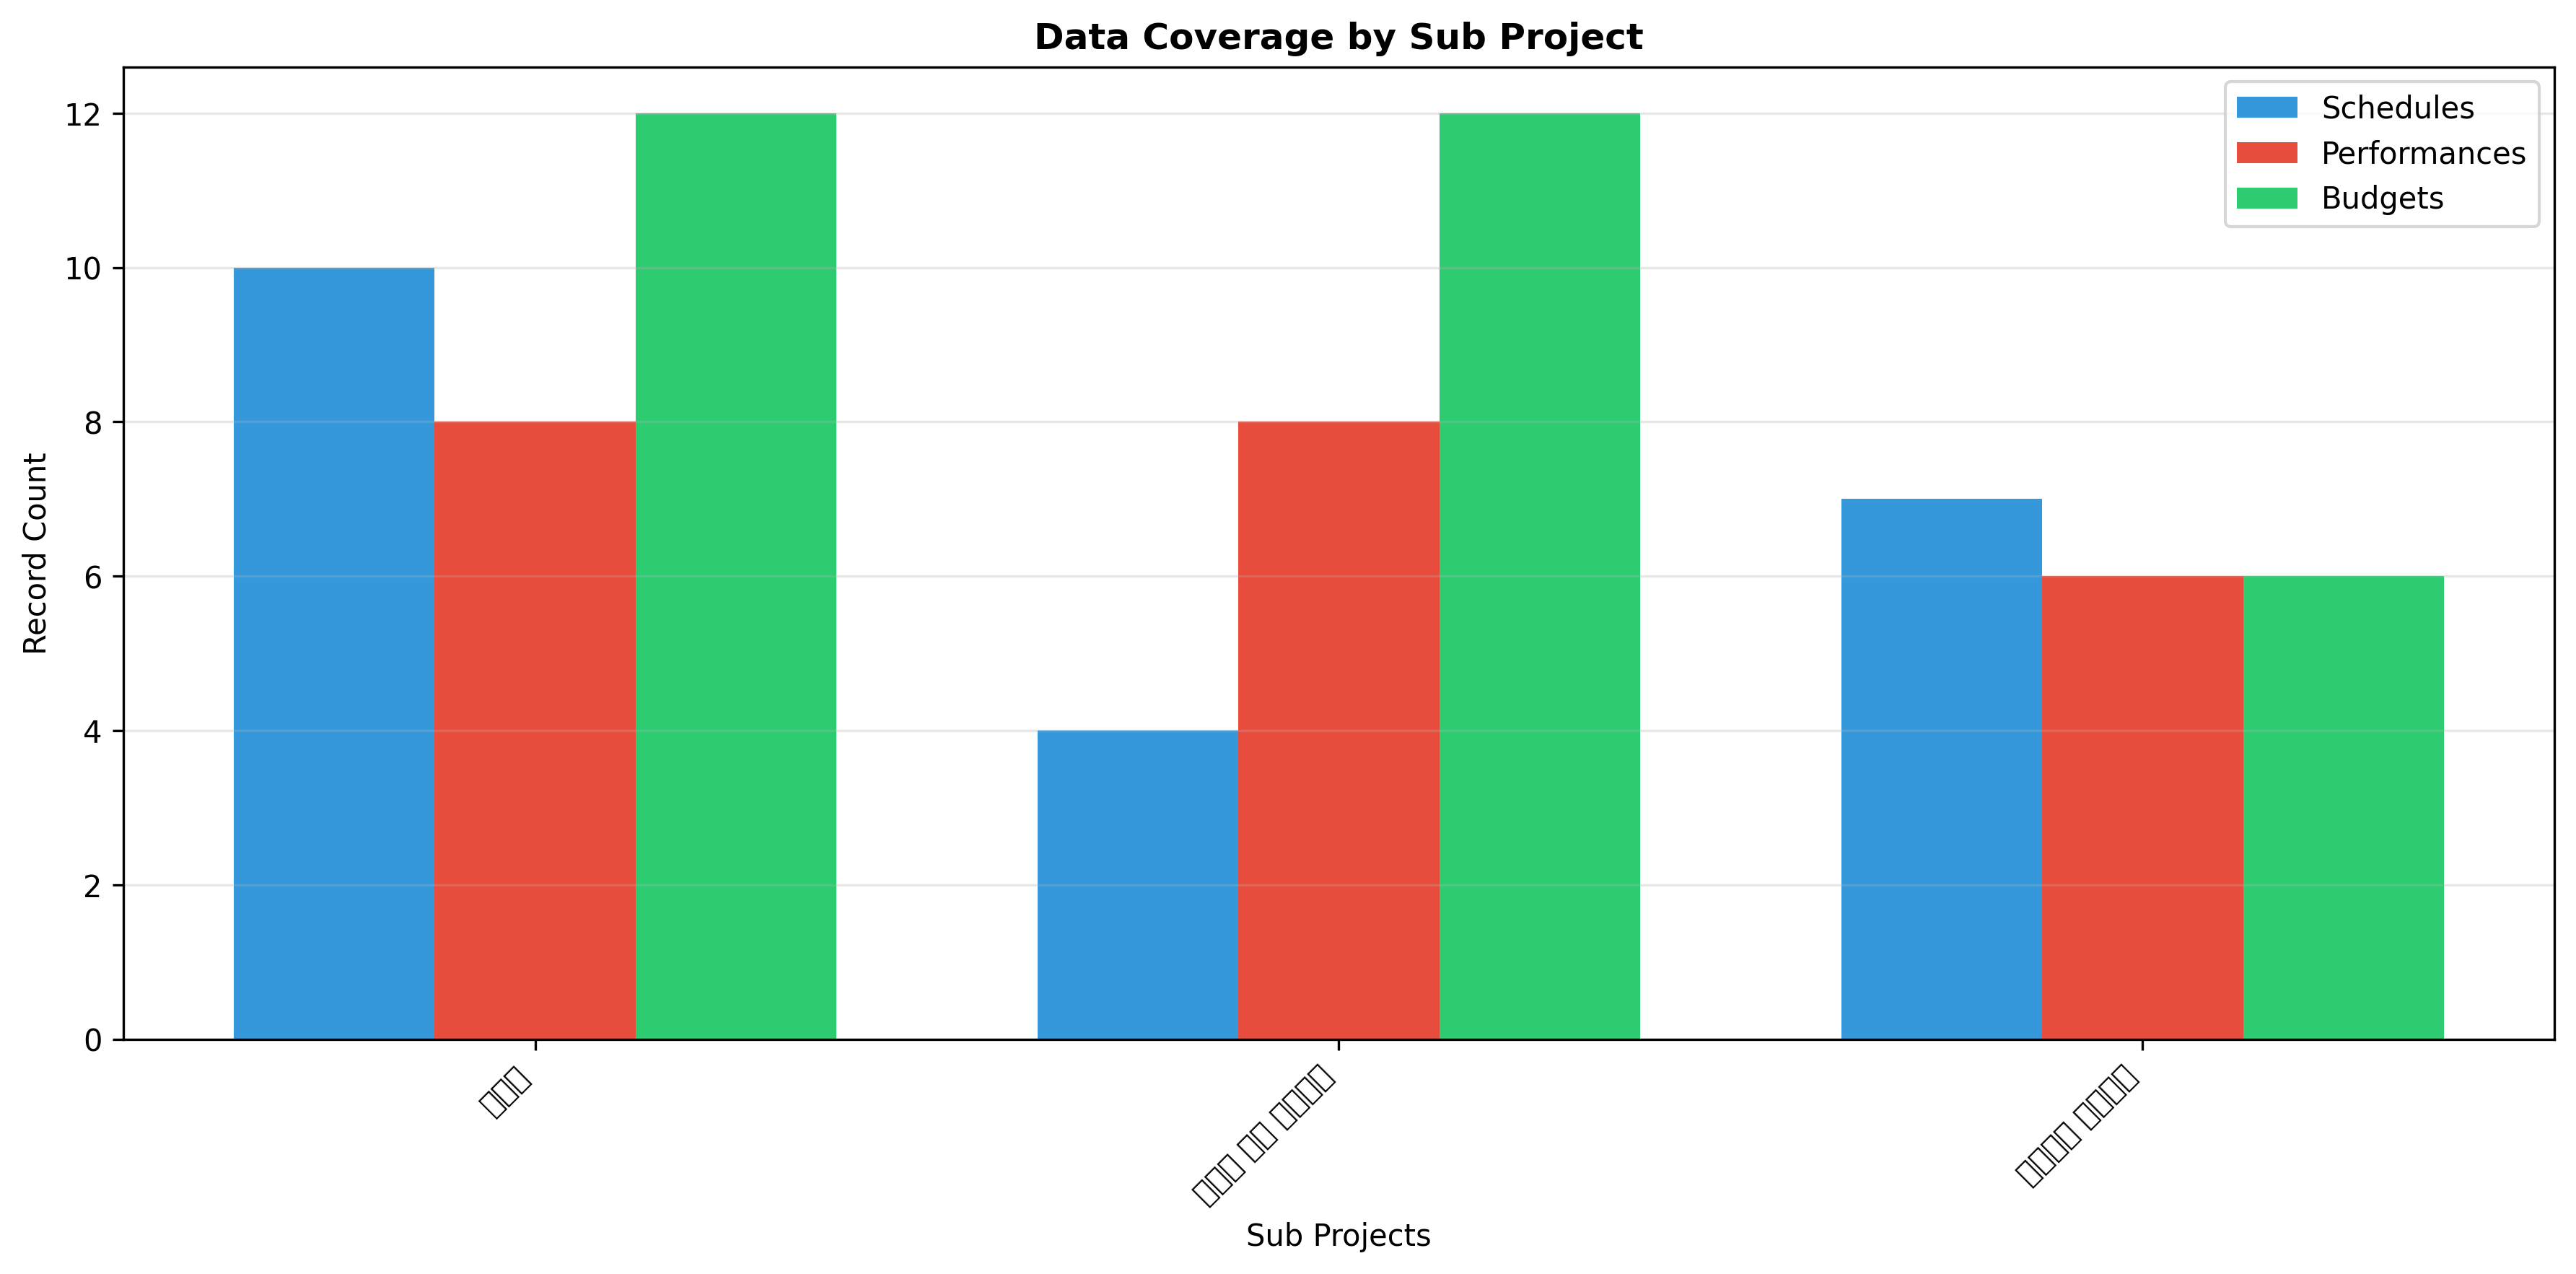 Data Coverage by Sub Project
Schedules
Performances
Budgets
Record Count
12
10
8
6
4
2
0
Sub Projects